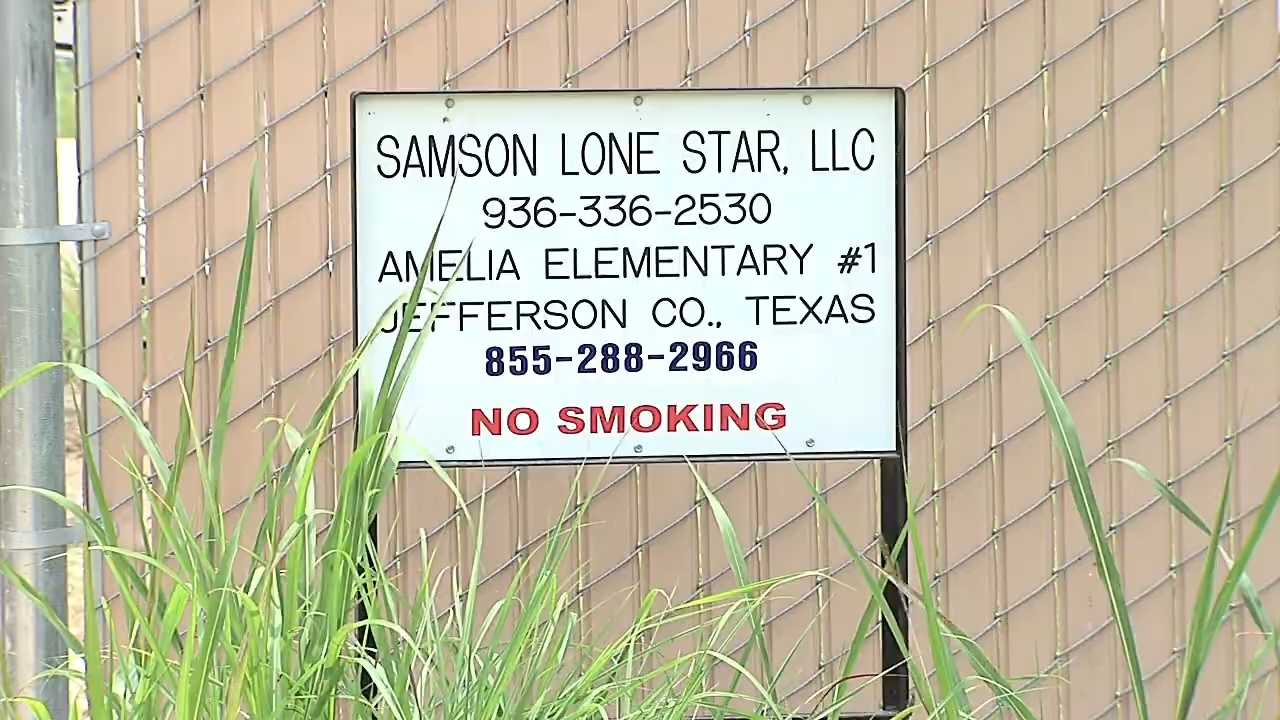 SAMSON LONE STAR, LLC
936-336-2530
AMELIA ELEMENTARY #1
JEFFERSON CO., TEXAS
855-288-2966
NO SMOKING